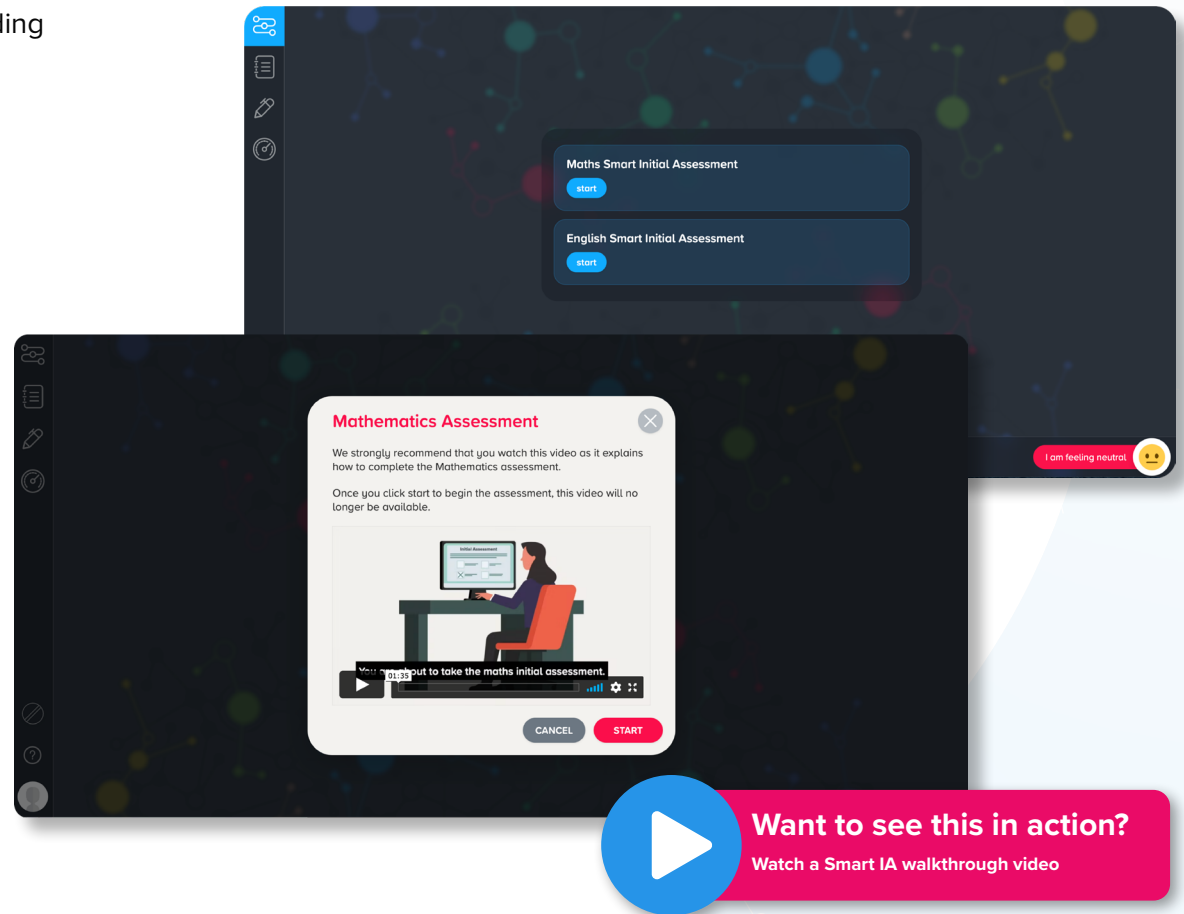 Maths Smart Initial Assessment
start
English Smart Initial Assessment
start
I am feeling neutral
Mathematics Assessment
We strongly recommend that you watch this video as it explains
how to complete the Mathematics assessment.
Once you click start to begin the assessment, this video will no
longer be available.
Initial Assessment
You are about to take the maths initial assessment.
01:35
CANCEL
START
Want to see this in action?
Watch a Smart IA walkthrough video